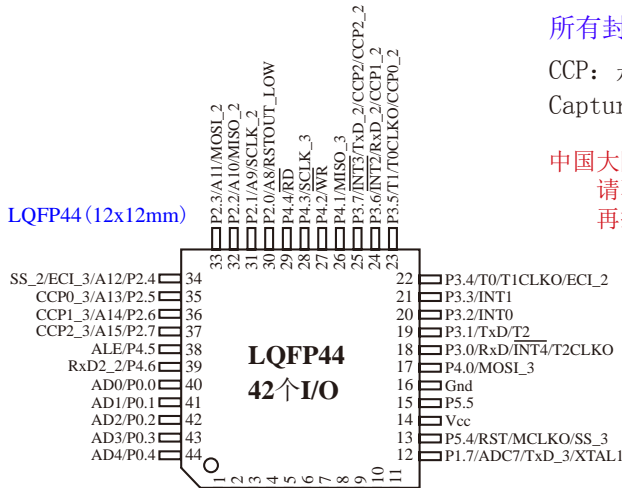 所有封
CCP:
Captur
中国大
请
再
LQFP44(12x12mm)
P2.3/A11/MOSI_2
P2.2/A10/MISO_2
P2.1/A9/SCLK_2
P2.0/A8/RSTOUT_LOW
P4.4/RD
P4.3/SCLK_3
P4.2/WR
P4.1/MISO_3
P3.7/INT3/TxD_2/CCP2/CCP2_2
P3.6/INT2/RxD_2/CCP1_2
P3.5/T1/T0CLKO/CCP0_2
33 32 31 30 29 28 27 26 25 24 23
SS_2/ECI_3/A12/P2.4 34
CCP0_3/A13/P2.5 35
CCP1_3/A14/P2.6 36
CCP2_3/A15/P2.7 37
ALE/P4.5 38
RxD2_2/P4.6 39
AD0/P0.0 40
AD1/P0.1 41
AD2/P0.2 42
AD3/P0.3 43
AD4/P0.4 44
LQFP44
42个I/O
22 P3.4/T0/T1CLKO/ECI_2
21 P3.3/INT1
20 P3.2/INT0
19 P3.1/TxD/T2
18 P3.0/RxD/INT4/T2CLKO
17 P4.0/MOSI_3
16 Gnd
15 P5.5
14 Vcc
13 P5.4/RST/MCLKO/SS_3
12 P1.7/ADC7/TxD_3/XTAL1
1 2 3 4 5 6 7 8 9 10 11